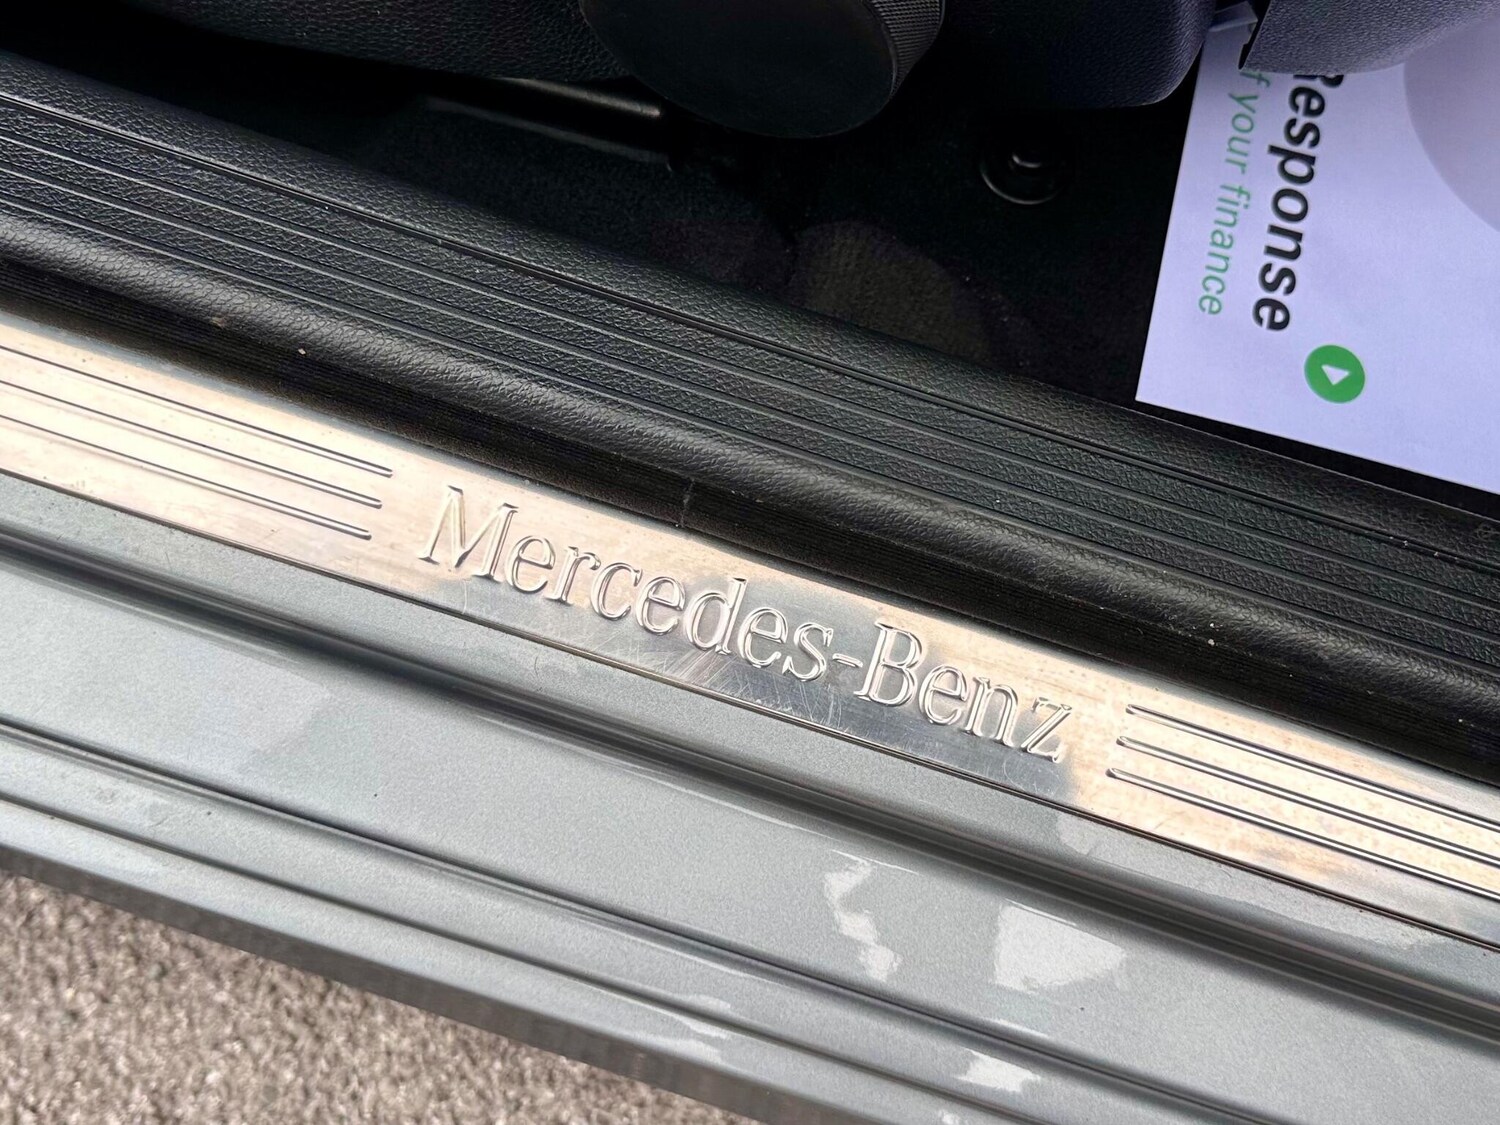 Mercedes-Benz
Response
f your finance